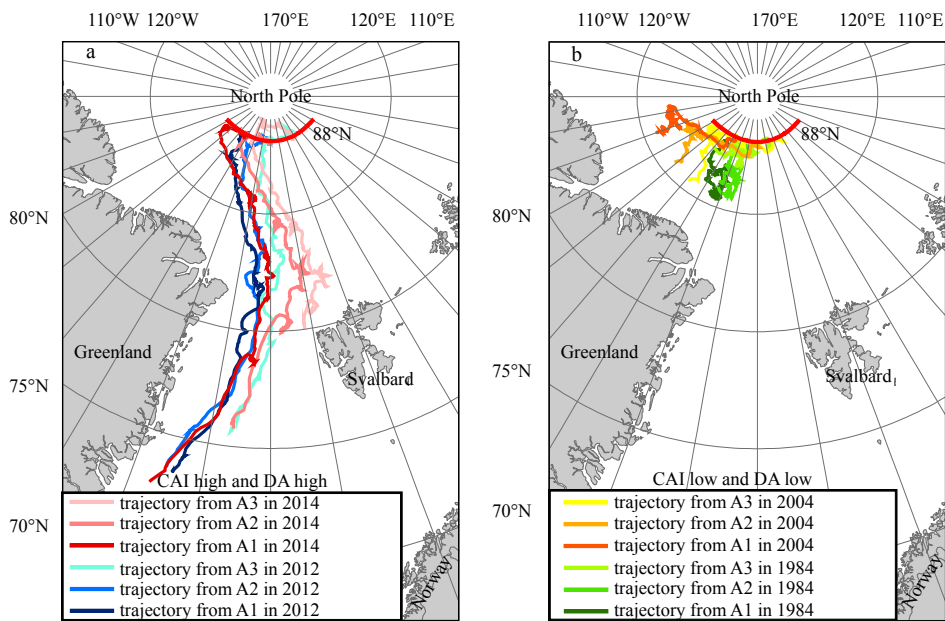 110°W 120°W 170°E 120°E 110°E
a
North Pole
88°N
80°N
Greenland
Svalbard
75°N
CAI high and DA high
70°N
Norway
trajectory from A3 in 2014
trajectory from A2 in 2014
trajectory from A1 in 2014
trajectory from A3 in 2012
trajectory from A2 in 2012
trajectory from A1 in 2012
110°W 120°W 170°E 120°E 110°E
b
North Pole
88°N
80°N
Greenland
Svalbard
75°N
CAI low and DA low
70°N
Norway
trajectory from A3 in 2004
trajectory from A2 in 2004
trajectory from A1 in 2004
trajectory from A3 in 1984
trajectory from A2 in 1984
trajectory from A1 in 1984